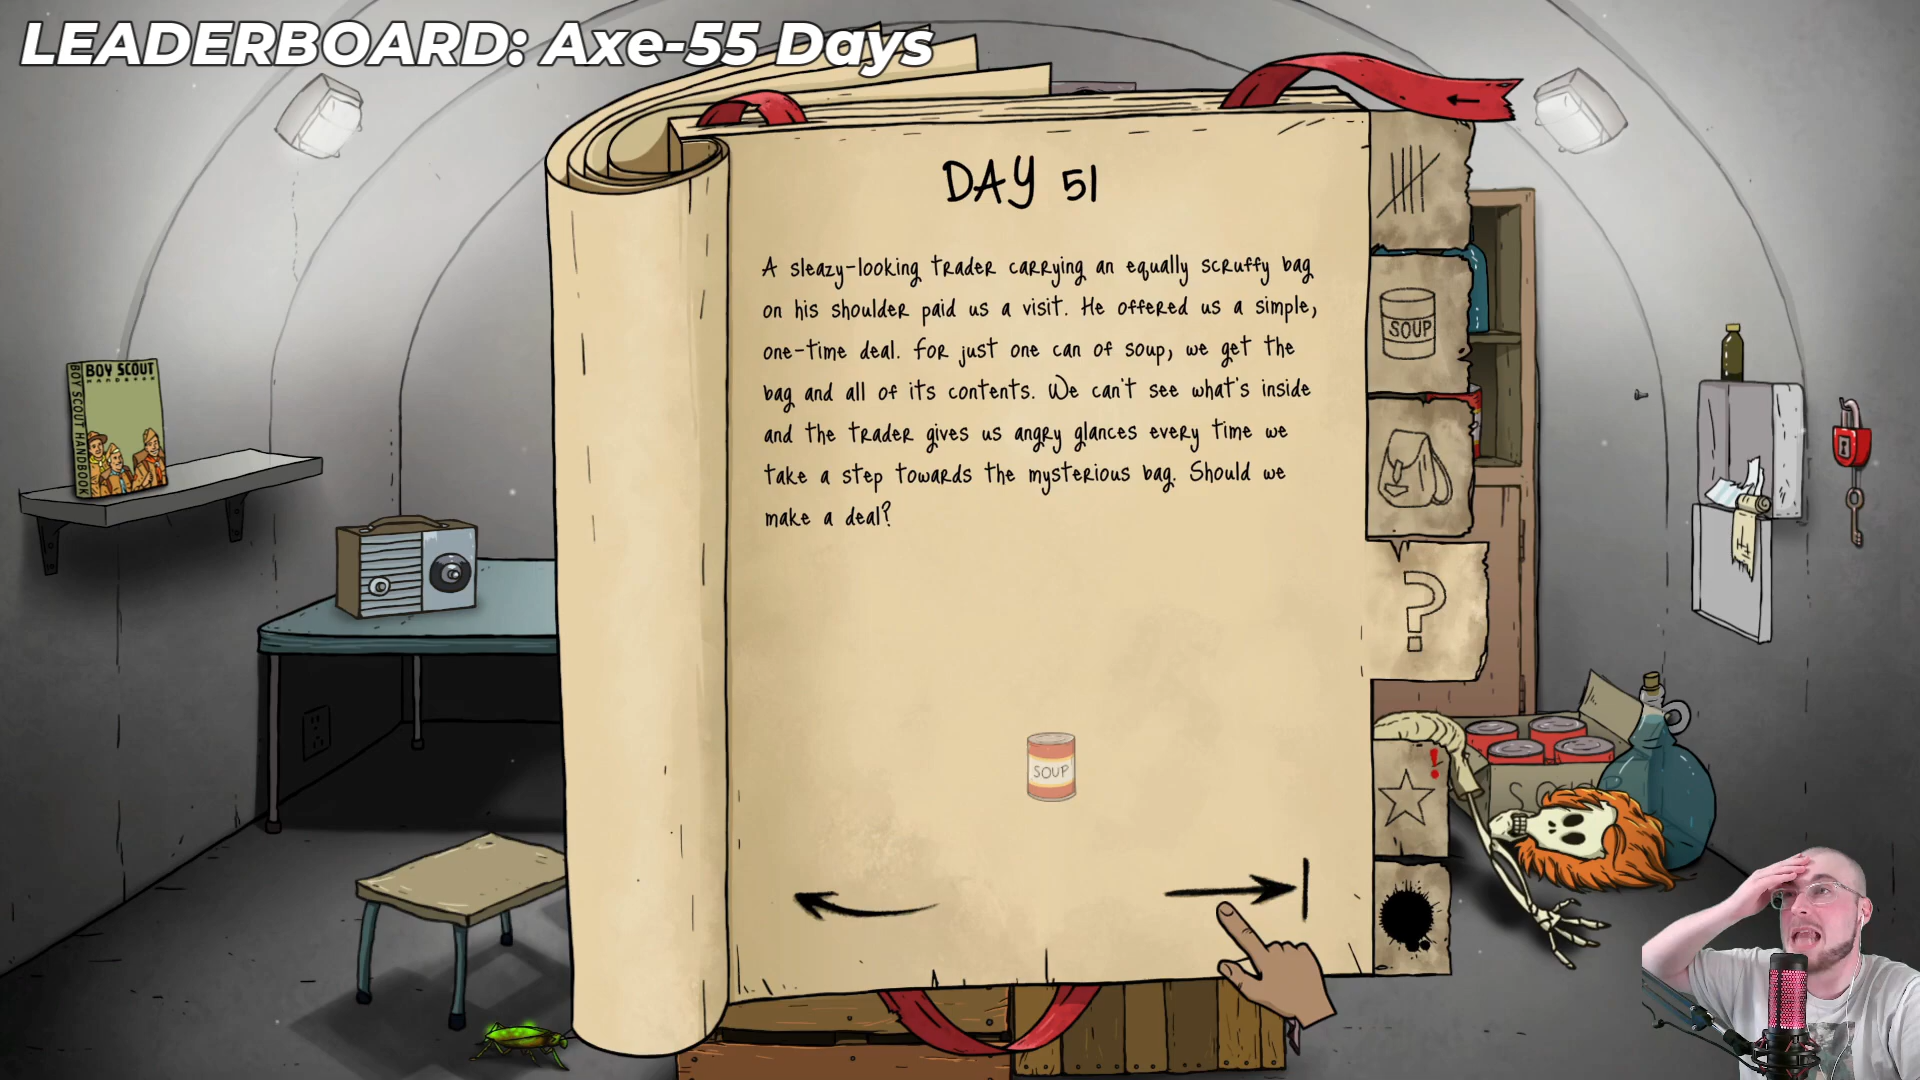 LEADERBOARD: Axe-55 Days
DAY 51
A sleazy-looking trader carrying an equally scruffy bag
on his shoulder paid us a visit. He offered us a simple,
one-time deal. For just one can of soup, we get the
bag and all of its contents. We can't see what's inside
and the trader gives us angry glances every time we
take a step towards the mysterious bag. Should we
make a deal?
SOUP
SOUP
?
!
BOY SCOUT
HANDBOOK
BOY SCOUT HANDBOOK